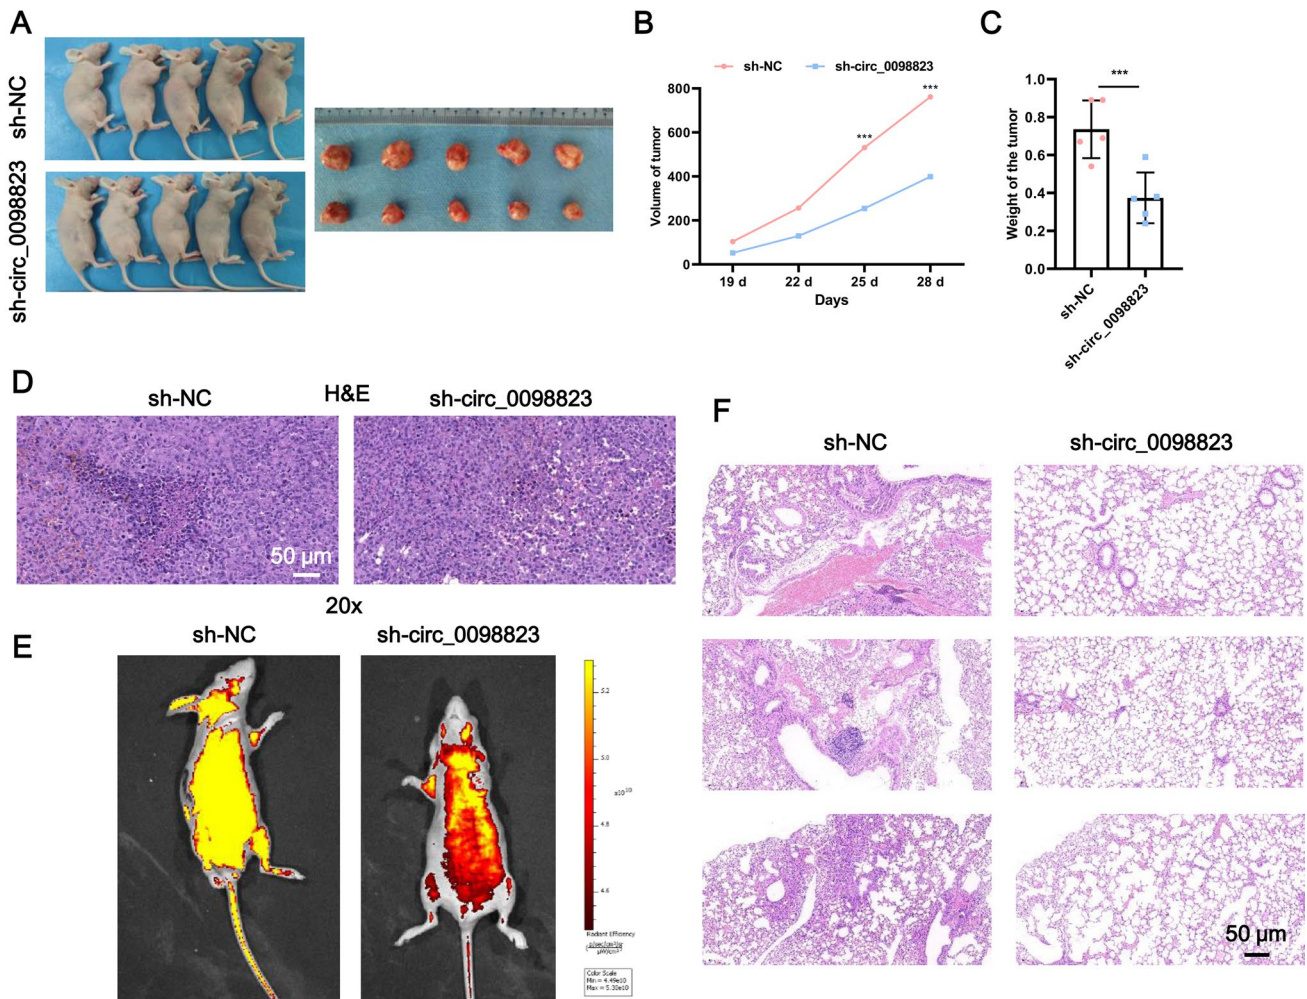 A
sh-NC
sh-circ_0098823
B
sh-NC
sh-circ_0098823
Volume of tumor
800
600
400
200
0
19 d
22 d
25 d
28 d
Days
***
***
C
Weight of the tumor
1.0
0.8
0.6
0.4
0.2
0.0
***
sh-NC
sh-circ_0098823
D
sh-NC
H&E
sh-circ_0098823
50 μm
20x
E
sh-NC
sh-circ_0098823
5.2
5.0
x10¹⁰
4.8
4.6
Radiant Efficiency
Color Scale
Min = 4.49e10
Max = 5.30e10
F
sh-NC
sh-circ_0098823
50 μm